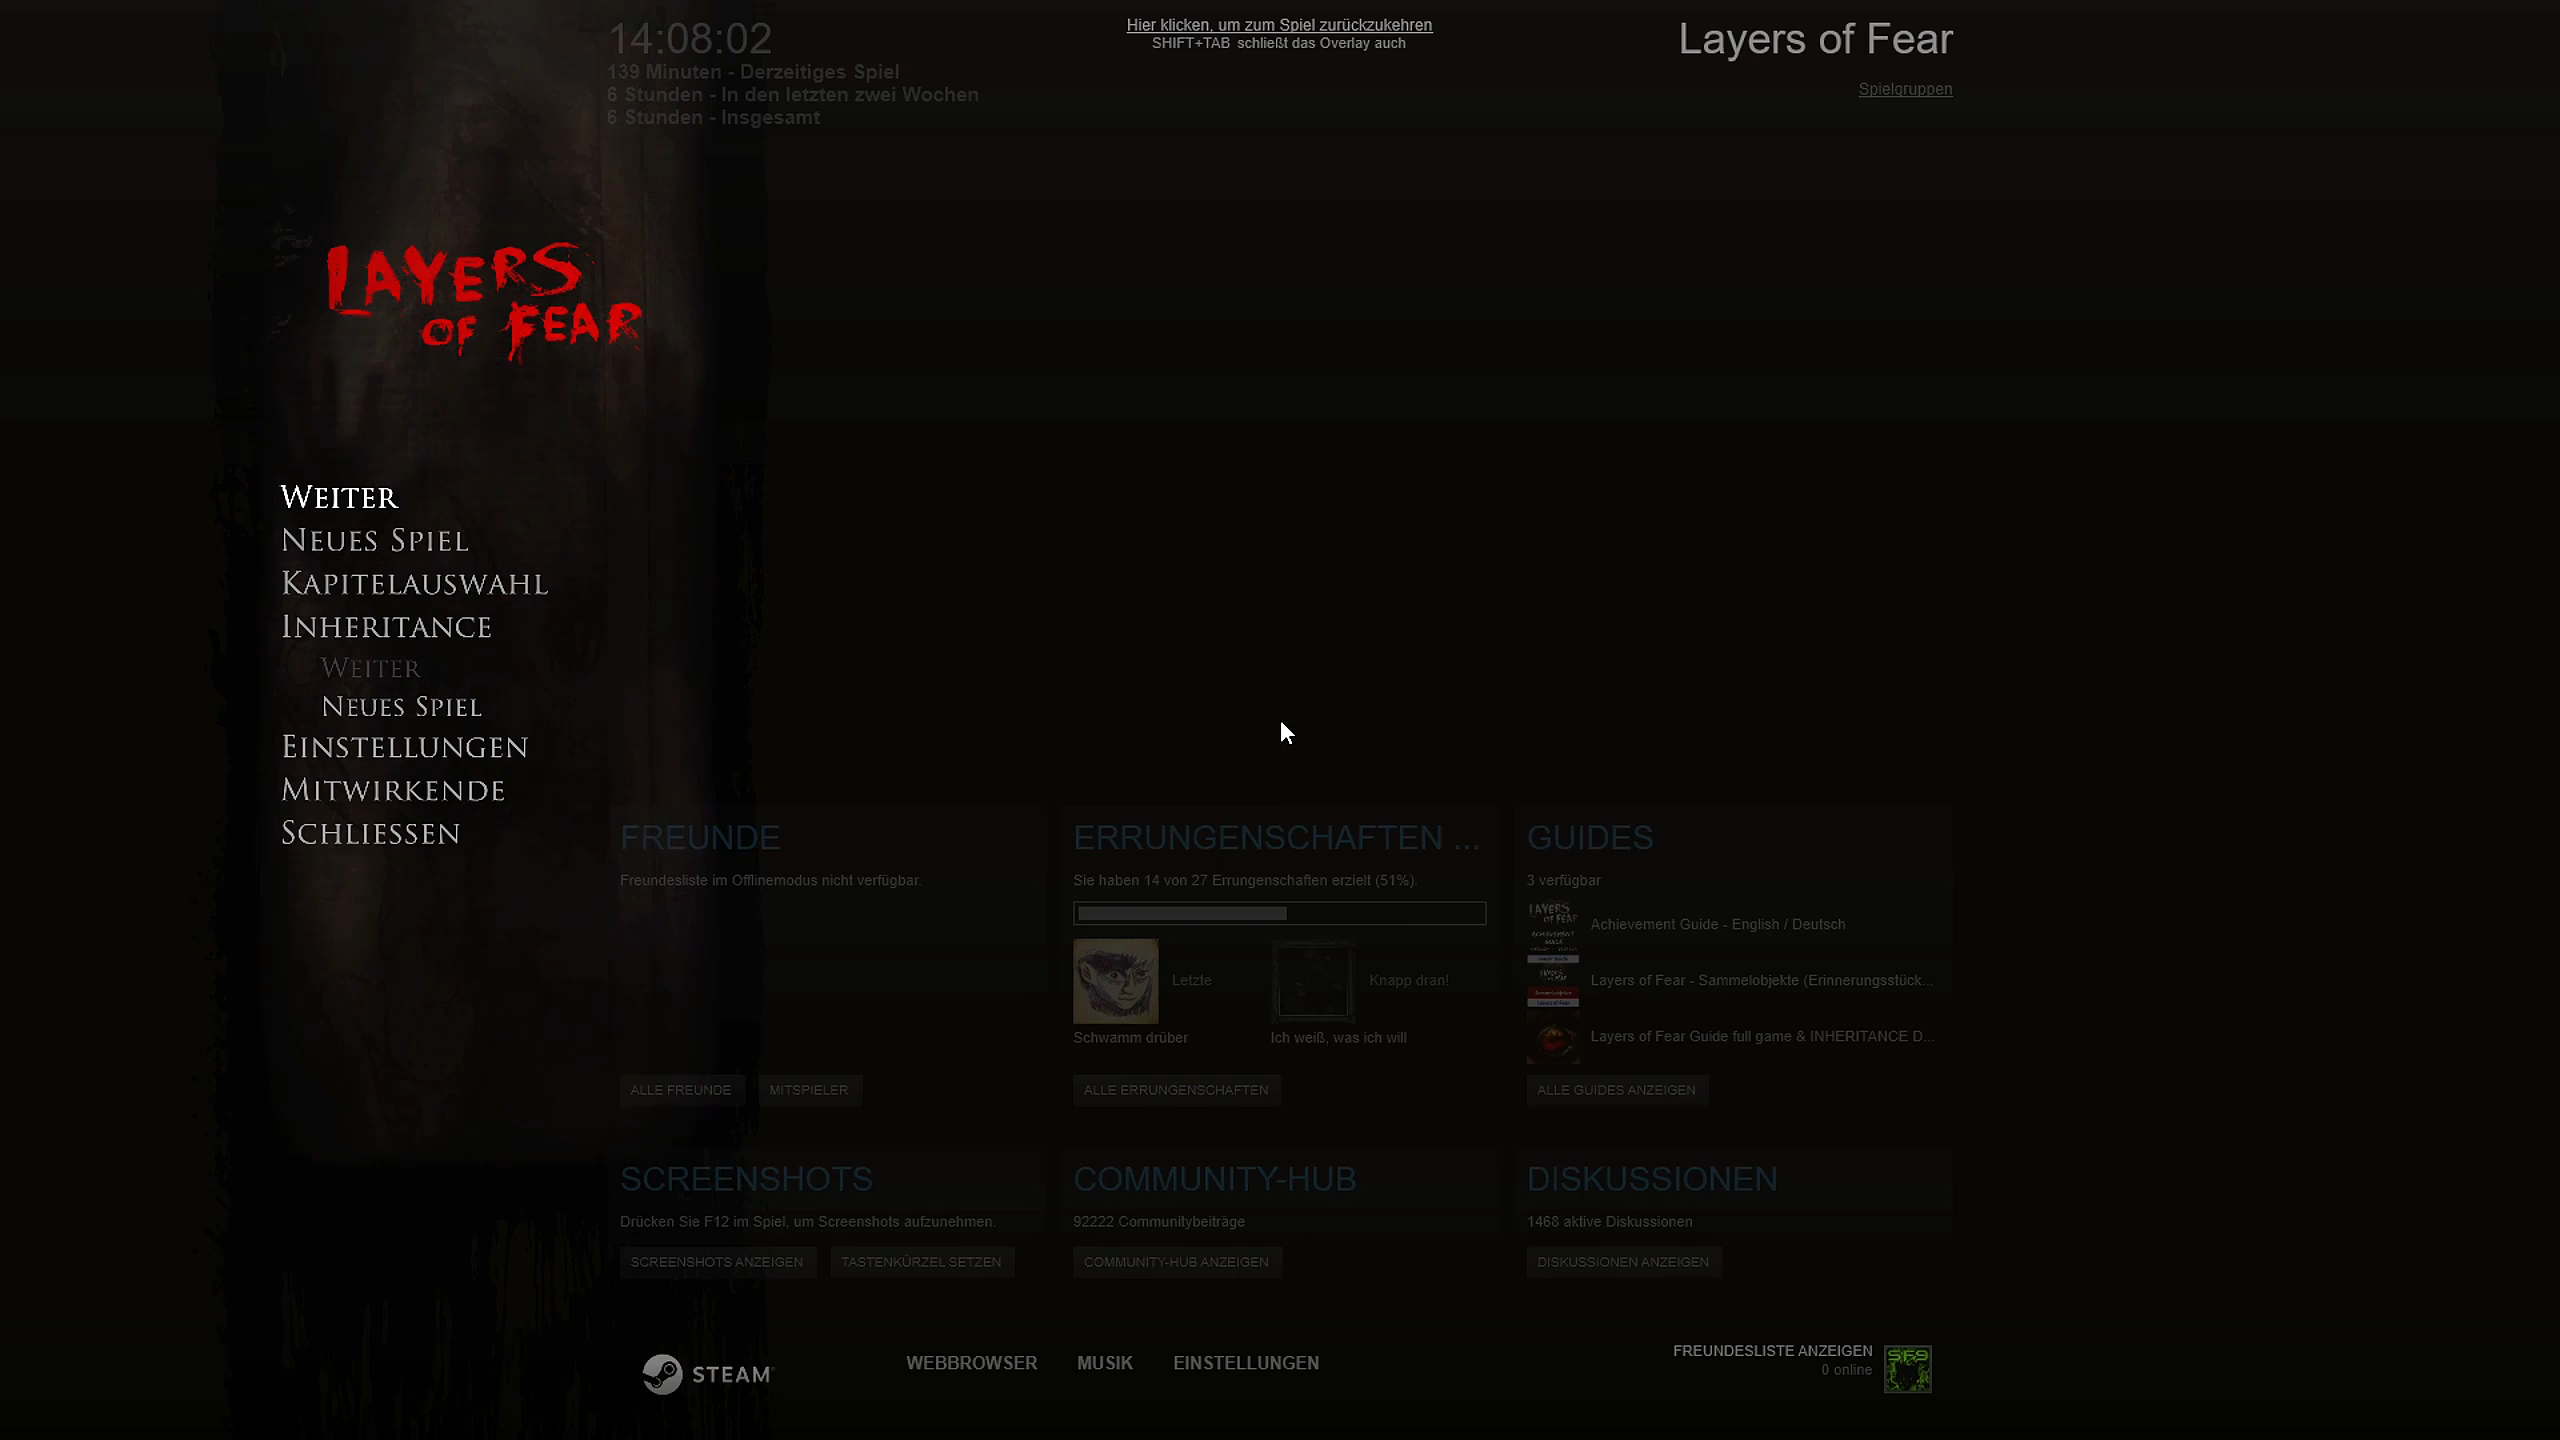 14:08:02
139 Minuten - Derzeitiges Spiel
6 Stunden - In den letzten zwei Wochen
6 Stunden - Insgesamt
Hier klicken, um zum Spiel zurückzukehren
SHIFT+TAB schließt das Overlay auch
Layers of Fear
Spielgruppen
LAYERS
OF FEAR
WEITER
NEUES SPIEL
KAPITELAUSWAHL
INHERITANCE
WEITER
NEUES SPIEL
EINSTELLUNGEN
MITWIRKENDE
SCHLIESSEN
FREUNDE
Freundesliste im Offlinemodus nicht verfügbar.
ALLE FREUNDE
MITSPIELER
ERRUNGENSCHAFTEN ...
Sie haben 14 von 27 Errungenschaften erzielt (51%).
Letzte
Schwamm drüber
Knapp dran!
Ich weiß, was ich will
ALLE ERRUNGENSCHAFTEN
GUIDES
3 verfügbar
LAYERS
OF FEAR
Achievement Guide - English / Deutsch
Layers of Fear - Sammelobjekte (Erinnerungsstück...
Layers of Fear Guide full game & INHERITANCE D...
ALLE GUIDES ANZEIGEN
SCREENSHOTS
Drücken Sie F12 im Spiel, um Screenshots aufzunehmen.
SCREENSHOTS ANZEIGEN
TASTENKÜRZEL SETZEN
COMMUNITY-HUB
92222 Communitybeiträge
COMMUNITY-HUB ANZEIGEN
DISKUSSIONEN
1468 aktive Diskussionen
DISKUSSIONEN ANZEIGEN
STEAM
WEBBROWSER
MUSIK
EINSTELLUNGEN
FREUNDESLISTE ANZEIGEN
0 online
SF9